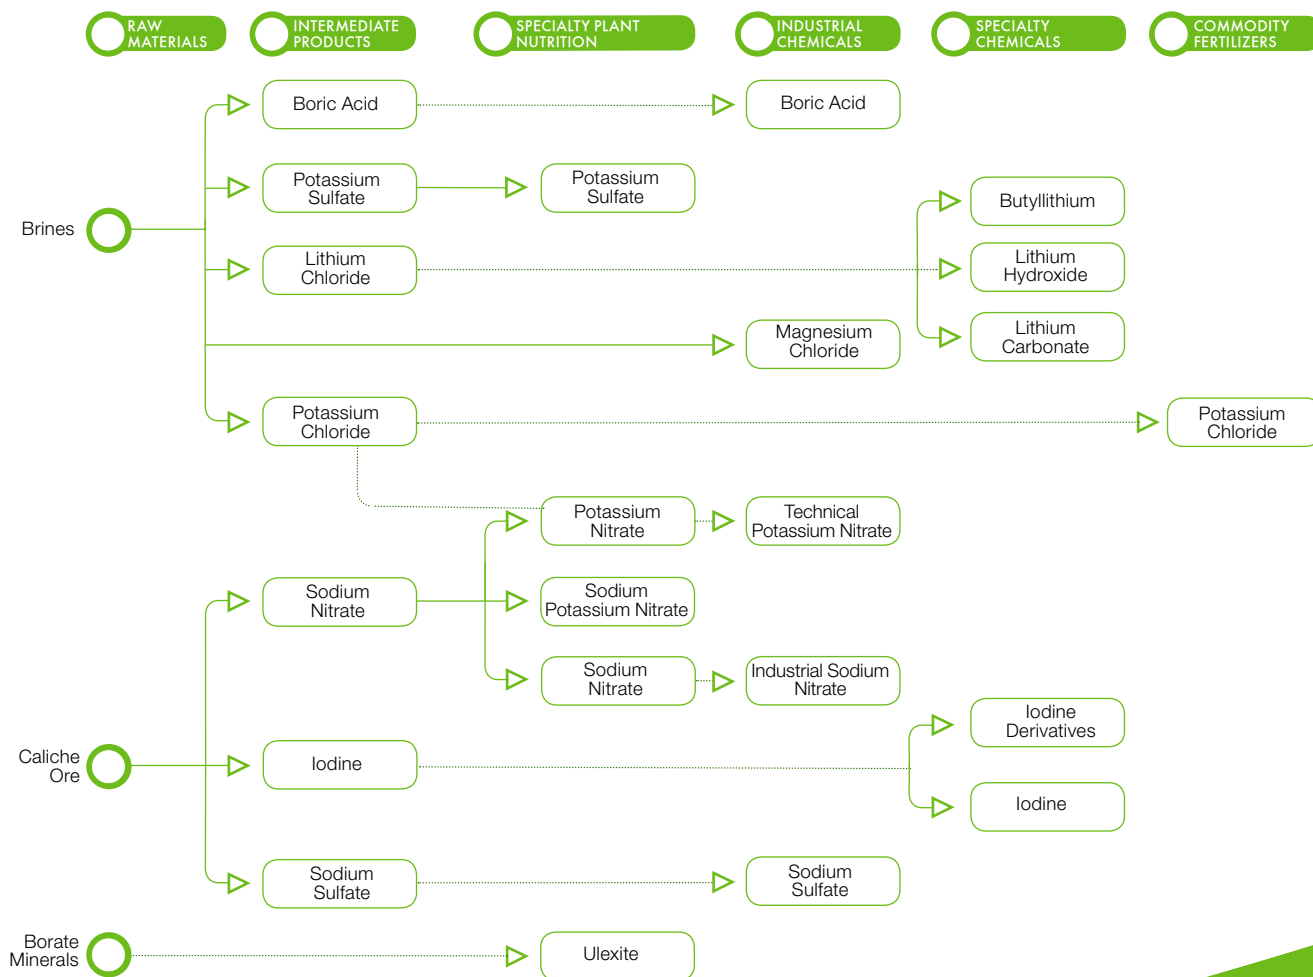 RAW
MATERIALS
INTERMEDIATE
PRODUCTS
SPECIALTY PLANT
NUTRITION
INDUSTRIAL
CHEMICALS
SPECIALTY
CHEMICALS
COMMODITY
FERTILIZERS
Boric Acid
Boric Acid
Potassium
Sulfate
Potassium
Sulfate
Butyllithium
Brines
Lithium
Chloride
Lithium
Hydroxide
Magnesium
Chloride
Lithium
Carbonate
Potassium
Chloride
Potassium
Chloride
Potassium
Nitrate
Technical
Potassium Nitrate
Sodium
Nitrate
Sodium
Potassium Nitrate
Sodium
Nitrate
Industrial Sodium
Nitrate
Iodine
Derivatives
Caliche
Ore
Iodine
Iodine
Sodium
Sulfate
Sodium
Sulfate
Borate
Minerals
Ulexite